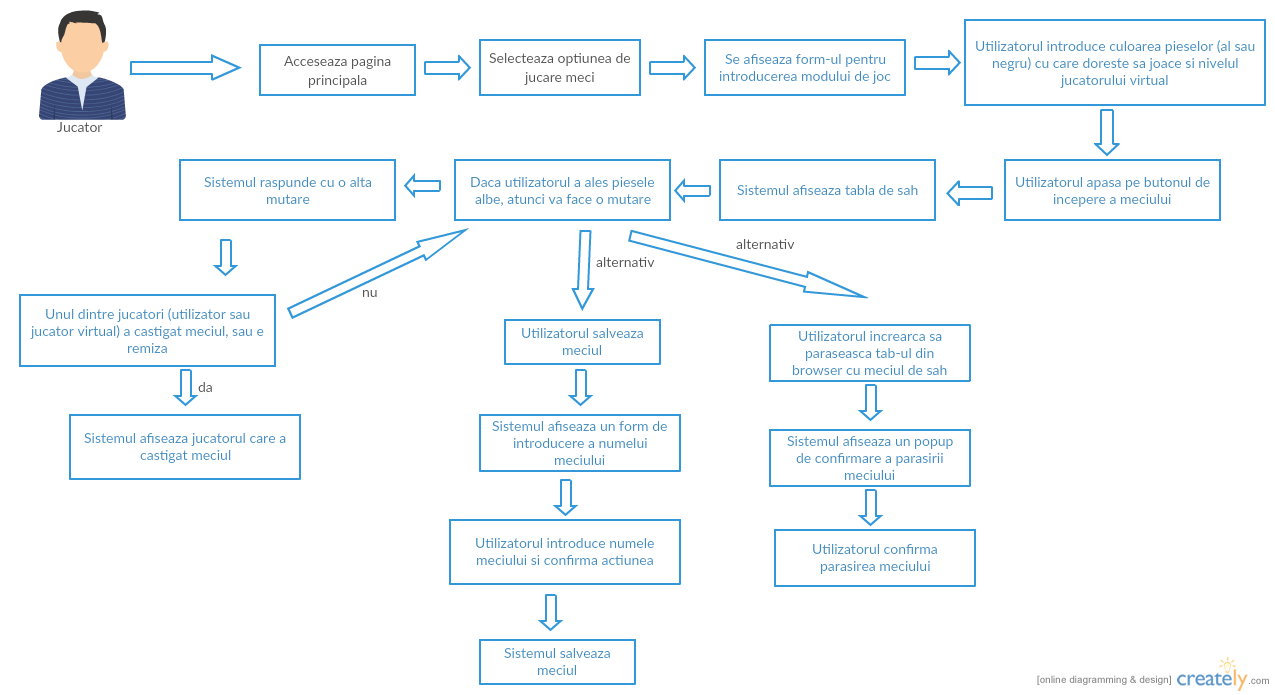 Jucator
Acceseaza pagina
principala
Selecteaza optiunea de
jucare meci
Se afiseaza form-ul pentru
introducerea modului de joc
Utilizatorul introduce culoarea pieselor (al sau
negru) cu care doreste sa joace si nivelul
jucatorului virtual
Utilizatorul apasa pe butonul de
incepere a meciului
Sistemul afiseaza tabla de sah
Daca utilizatorul a ales piesele
albe, atunci va face o mutare
Sistemul raspunde cu o alta
mutare
alternativ
alternativ
nu
Unul dintre jucatori (utilizator sau
jucator virtual) a castigat meciul, sau e
remiza
da
Sistemul afiseaza jucatorul care a
castigat meciul
Utilizatorul salveaza
meciul
Sistemul afiseaza un form de
introducere a numelui
meciului
Utilizatorul introduce numele
meciului si confirma actiunea
Sistemul salveaza
meciul
Utilizatorul increarca sa
paraseasca tab-ul din
browser cu meciul de sah
Sistemul afiseaza un popup
de confirmare a parasirii
meciului
Utilizatorul confirma
parasirea meciului
[online diagramming & design] creately.com